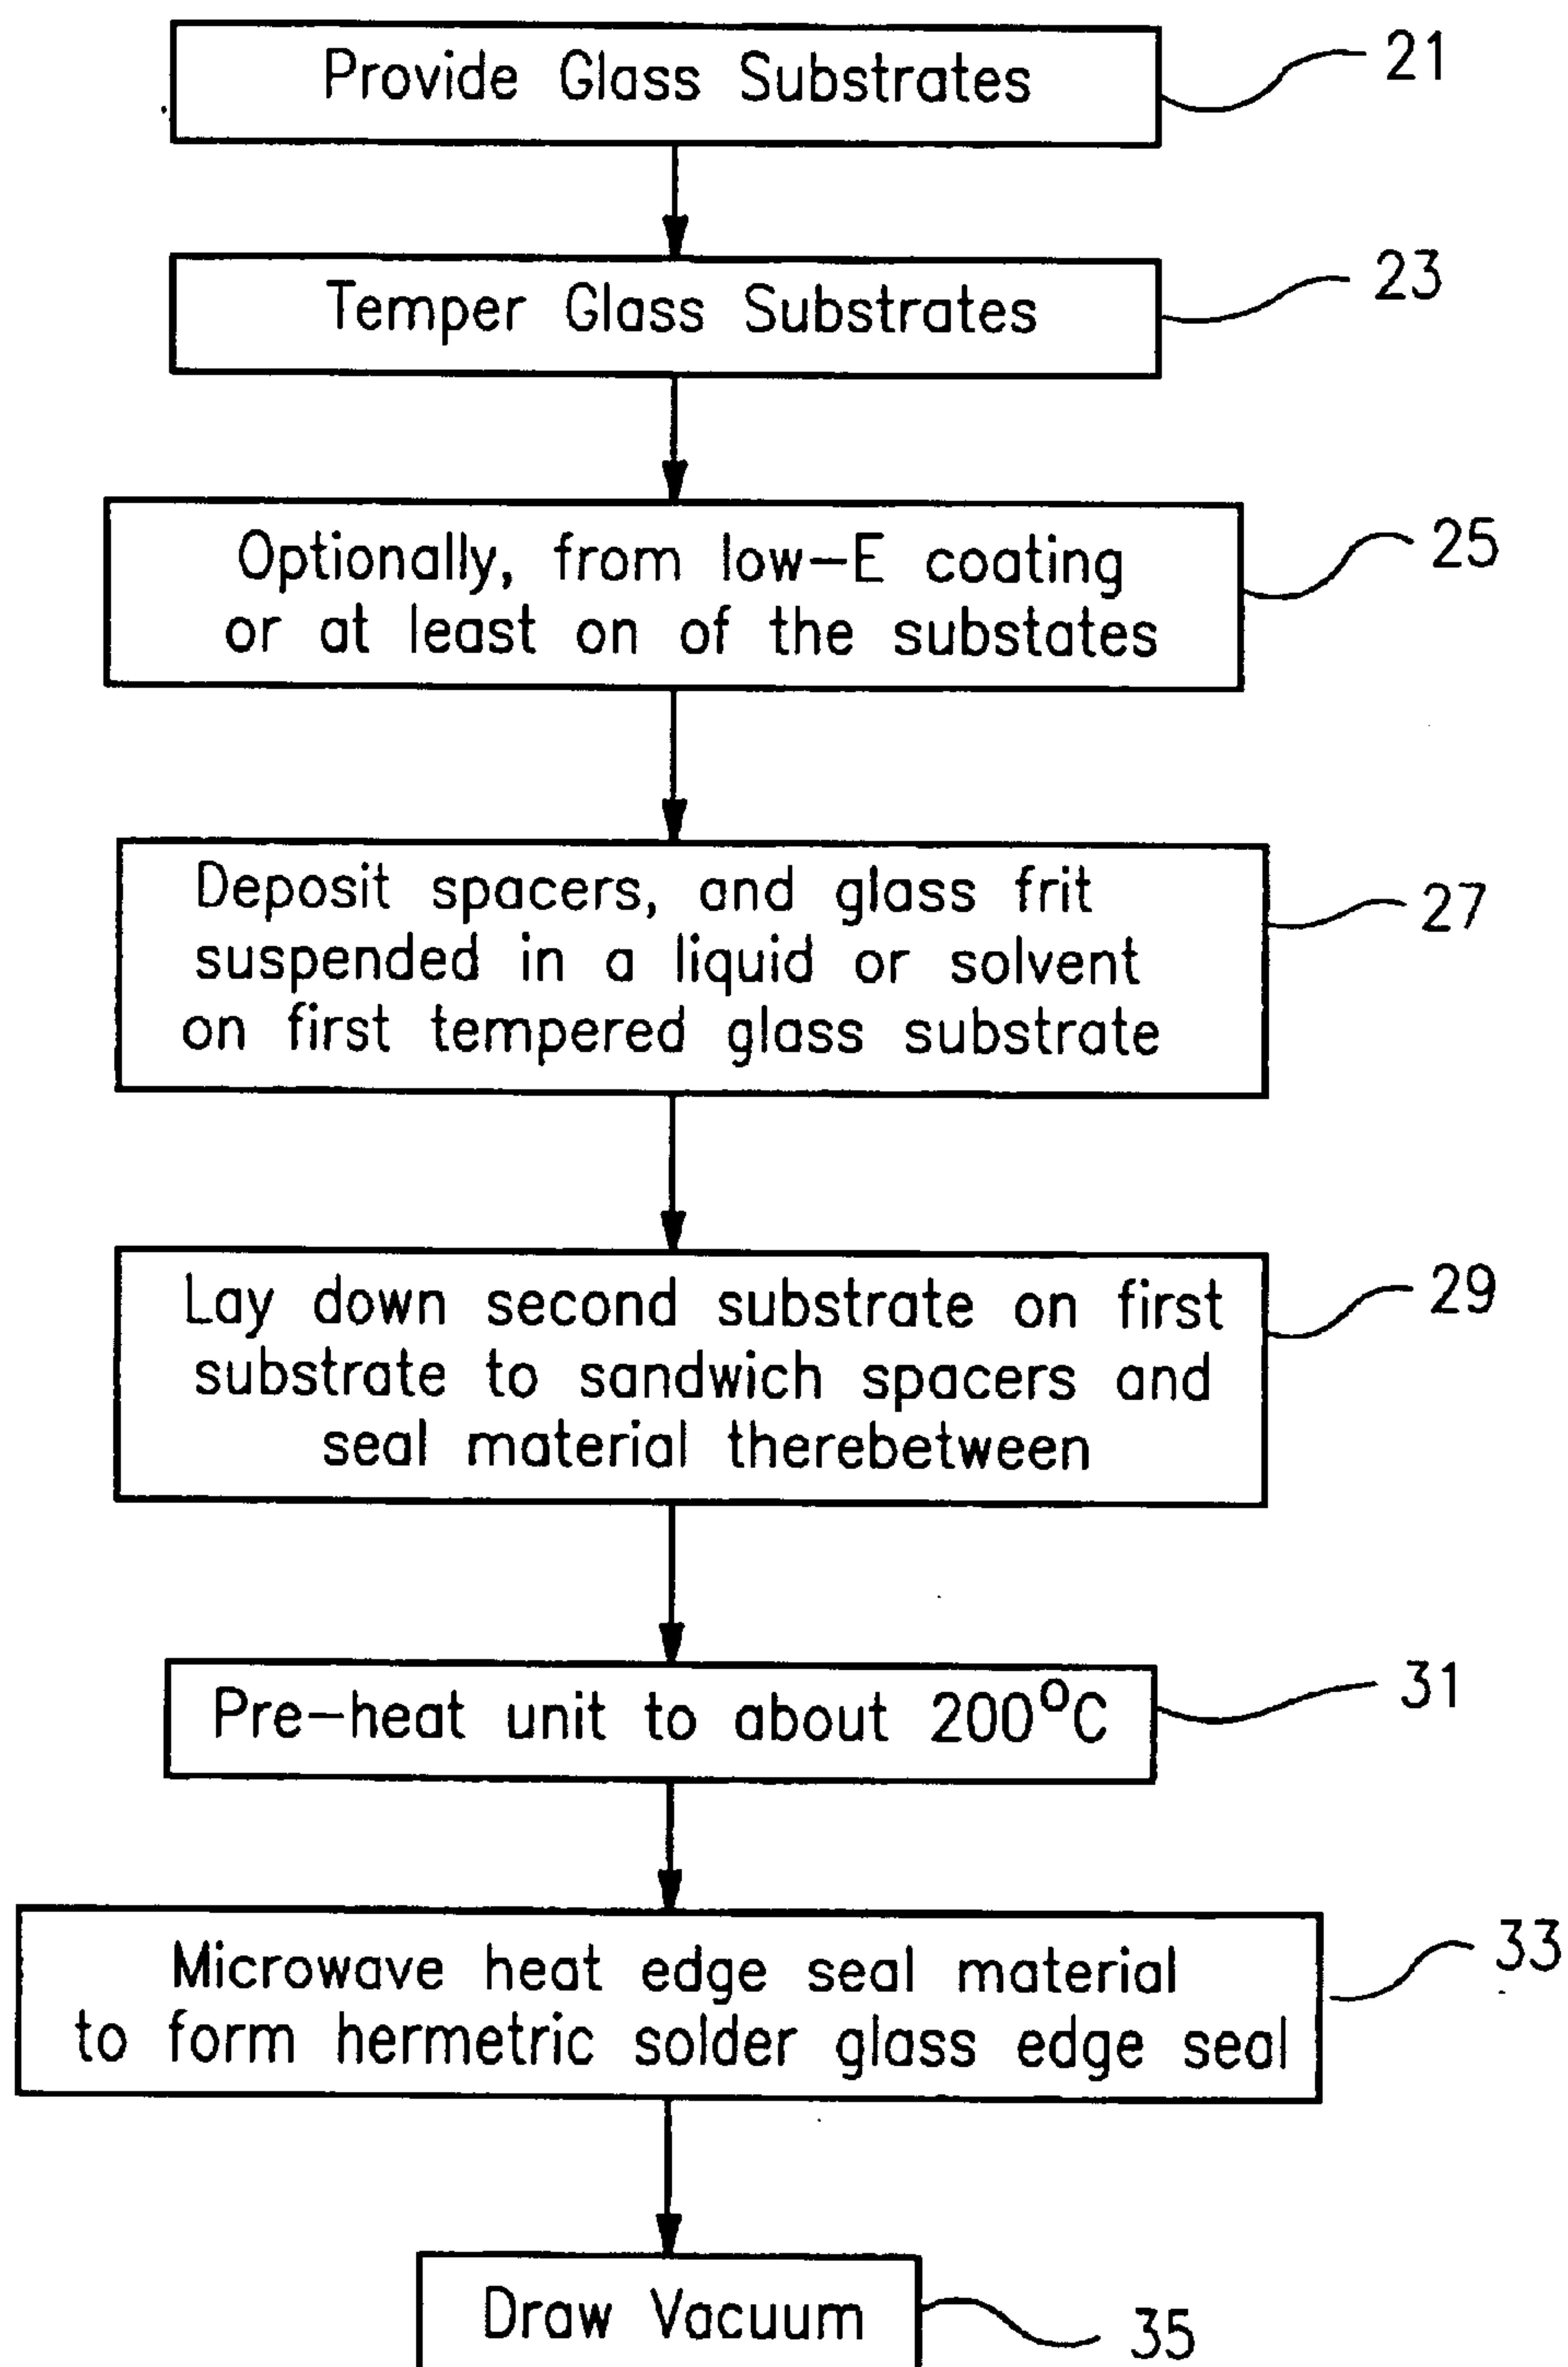 Provide Glass Substrates
21
Temper Glass Substrates
23
Optionally, from low-E coating
or at least on of the substates
25
Deposit spacers, and glass frit
suspended in a liquid or solvent
on first tempered glass substrate
27
Lay down second substrate on first
substrate to sandwich spacers and
seal material therebetween
29
Pre-heat unit to about 200°C
31
Microwave heat edge seal material
to form hermetric solder glass edge seal
33
Draw Vacuum
35